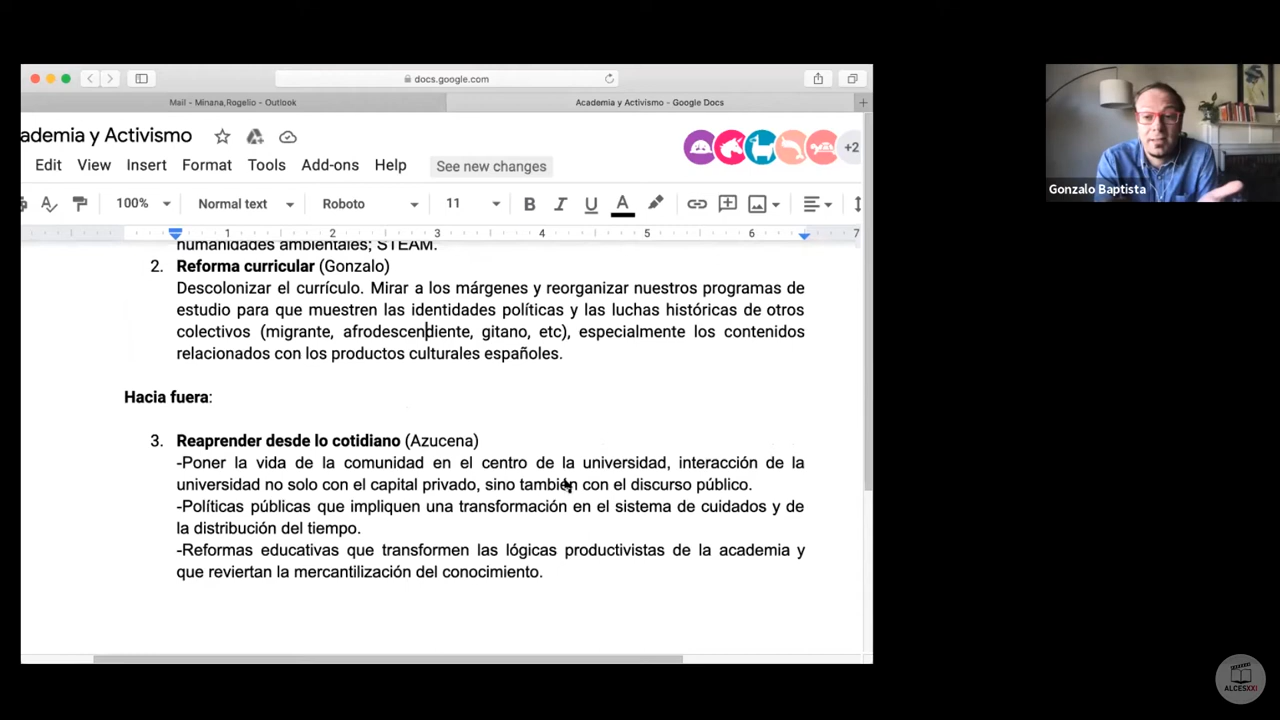 docs.google.com
Mail - Minana,Rogelio - Outlook
Academia y Activismo - Google Docs
ademia y Activismo
+2
Edit View Insert Format Tools Add-ons Help See new changes
100% Normal text Roboto 11 B I U A
1 2 3 4 5 6 7
humanidades ambientales; STEAM.
2. Reforma curricular (Gonzalo)
Descolonizar el currículo. Mirar a los márgenes y reorganizar nuestros programas de
estudio para que muestren las identidades políticas y las luchas históricas de otros
colectivos (migrante, afrodescendiente, gitano, etc), especialmente los contenidos
relacionados con los productos culturales españoles.
Hacia fuera:
3. Reaprender desde lo cotidiano (Azucena)
-Poner la vida de la comunidad en el centro de la universidad, interacción de la
universidad no solo con el capital privado, sino también con el discurso público.
-Políticas públicas que impliquen una transformación en el sistema de cuidados y de
la distribución del tiempo.
-Reformas educativas que transformen las lógicas productivistas de la academia y
que reviertan la mercantilización del conocimiento.
Gonzalo Baptista
ALCESXXI